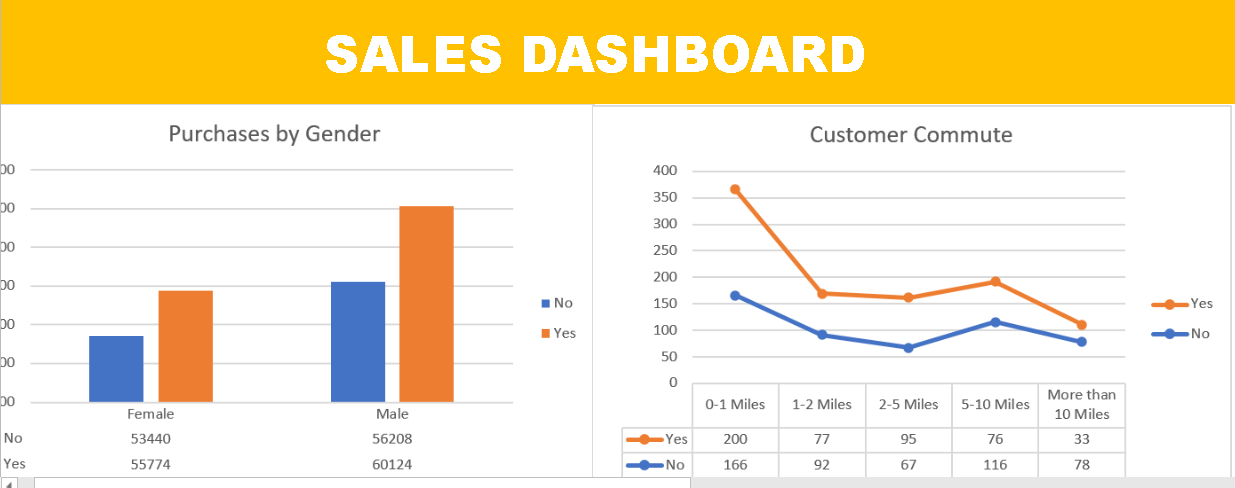 SALES DASHBOARD
Purchases by Gender
00
00
00
00
00
00
00
Female Male
No 53440 56208
Yes 55774 60124
No
Yes
Customer Commute
400
350
300
250
200
150
100
50
0
0-1 Miles 1-2 Miles 2-5 Miles 5-10 Miles More than
10 Miles
Yes 200 77 95 76 33
No 166 92 67 116 78
Yes
No